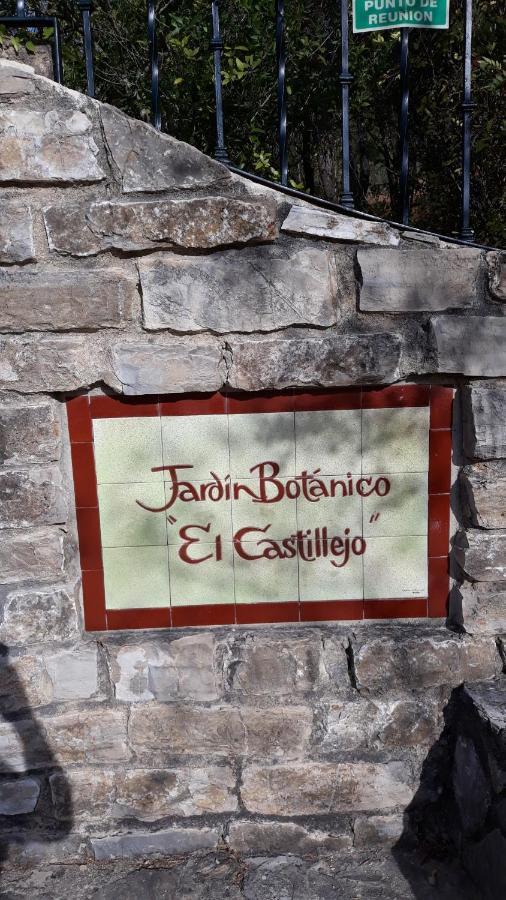 PUNTO DE
REUNION
Jardín Botánico
"El Castillejo"